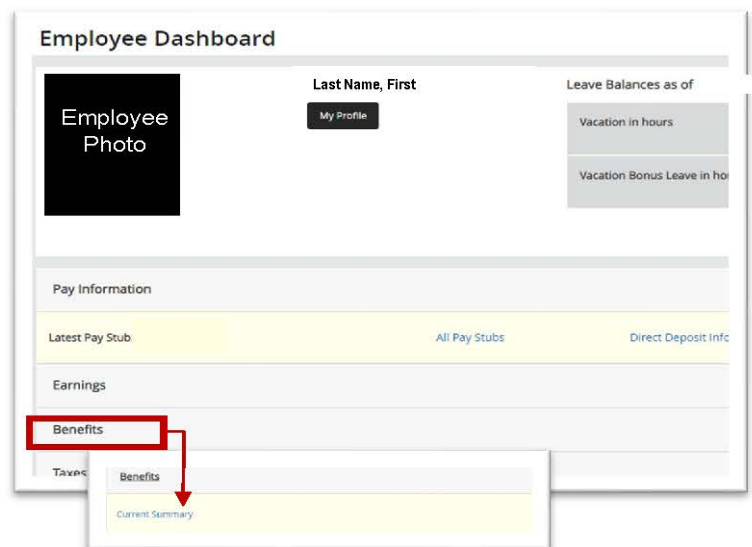 Employee Dashboard
Employee
Photo
Last Name, First
My Profile
Leave Balances as of
Vacation in hours
Vacation Bonus Leave in ho
Pay Information
Latest Pay Stub
All Pay Stubs
Direct Deposit Info
Earnings
Benefits
Taxes
Benefits
Current Summary